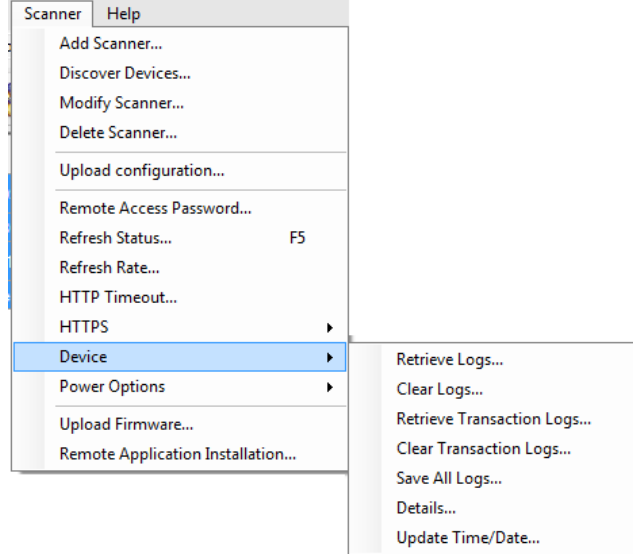 Scanner Help
Add Scanner...
Discover Devices...
Modify Scanner...
Delete Scanner...
Upload configuration...
Remote Access Password...
Refresh Status... F5
Refresh Rate...
HTTP Timeout...
HTTPS
Device
Power Options
Upload Firmware...
Remote Application Installation...
Retrieve Logs...
Clear Logs...
Retrieve Transaction Logs...
Clear Transaction Logs...
Save All Logs...
Details...
Update Time/Date...